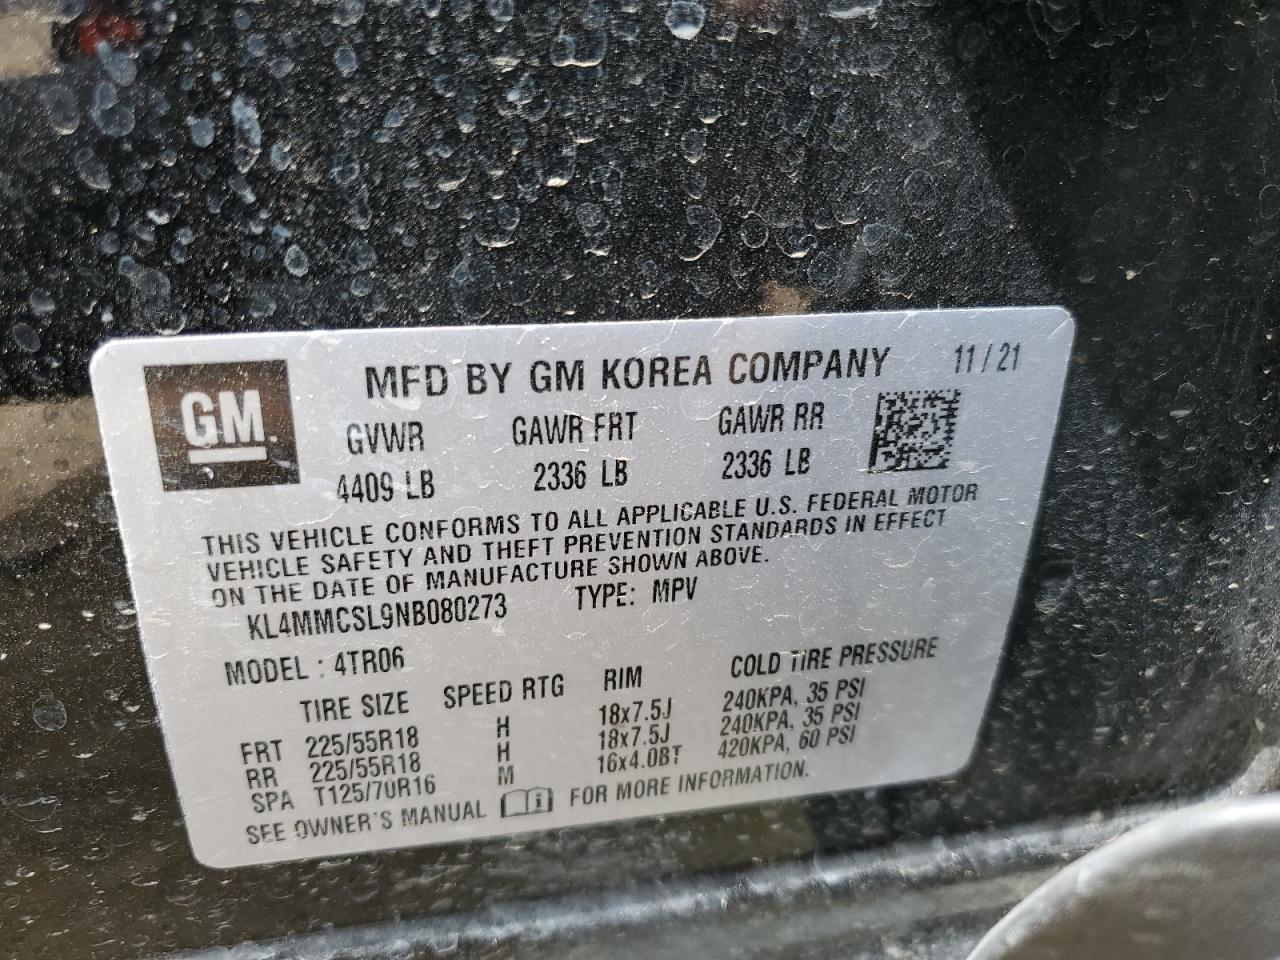 GM
MFD BY GM KOREA COMPANY 11 / 21
GVWR GAWR FRT GAWR RR
4409 LB 2336 LB 2336 LB
THIS VEHICLE CONFORMS TO ALL APPLICABLE U.S. FEDERAL MOTOR
VEHICLE SAFETY AND THEFT PREVENTION STANDARDS IN EFFECT
ON THE DATE OF MANUFACTURE SHOWN ABOVE.
KL4MMCSL9NB080273 TYPE: MPV
MODEL : 4TR06
TIRE SIZE SPEED RTG RIM COLD TIRE PRESSURE
FRT 225/55R18 H 18x7.5J 240KPA, 35 PSI
RR 225/55R18 H 18x7.5J 240KPA, 35 PSI
SPA T125/70R16 M 16x4.0BT 420KPA, 60 PSI
SEE OWNER'S MANUAL FOR MORE INFORMATION.